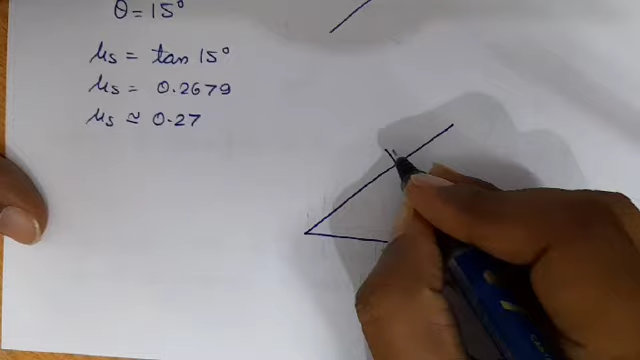 θ = 15°
μs = tan 15°
μs = 0.2679
μs ≃ 0.27